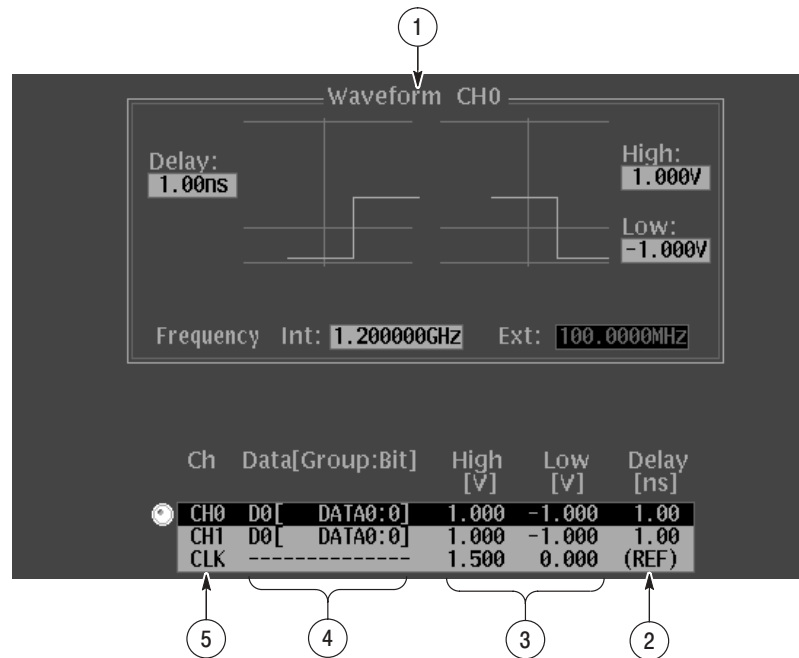 1
Waveform CH0
Delay:
1.00ns
High:
1.000V
Low:
-1.000V
Frequency Int: 1.200000GHz Ext: 100.0000MHz
Ch Data[Group:Bit] High [V] Low [V] Delay [ns]
CH0 D0[ DATA0:0] 1.000 -1.000 1.00
CH1 D0[ DATA0:0] 1.000 -1.000 1.00
CLK -------------- 1.500 0.000 (REF)
5 4 3 2